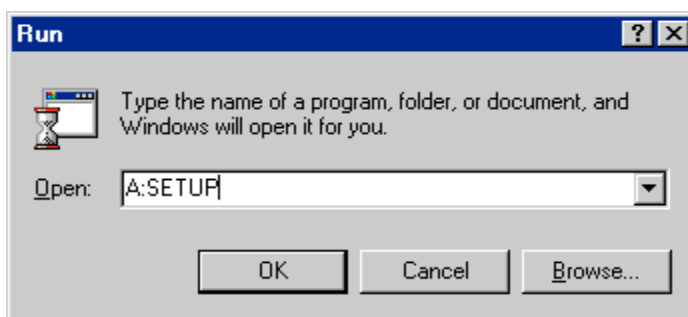 Run
Type the name of a program, folder, or document, and
Windows will open it for you.
Open: A:SETUP
OK Cancel Browse...